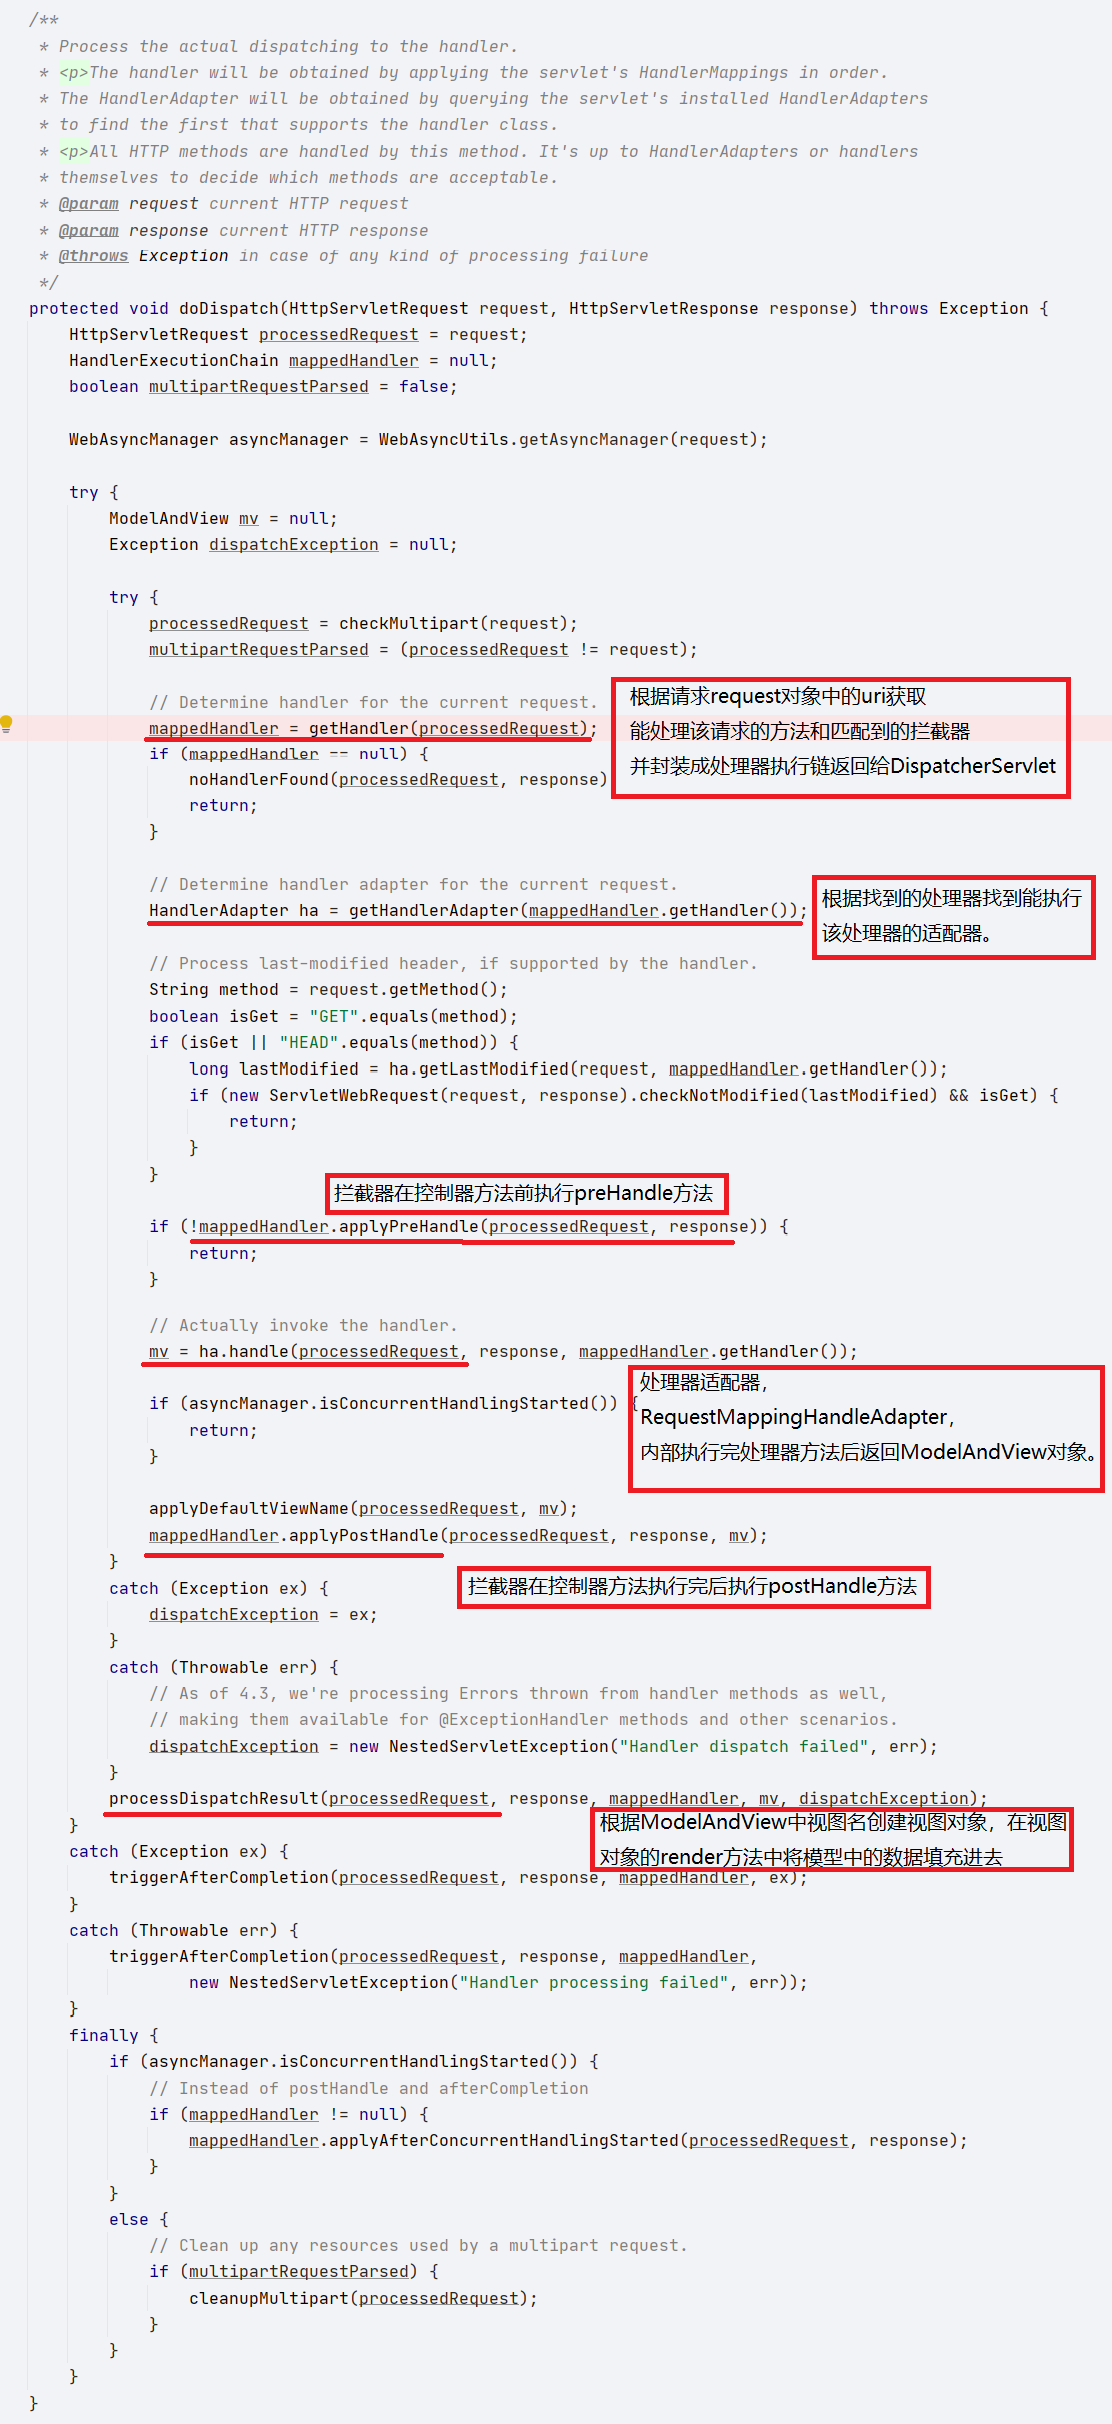 /**
* Process the actual dispatching to the handler.
* <p>The handler will be obtained by applying the servlet's HandlerMappings in order.
* The HandlerAdapter will be obtained by querying the servlet's installed HandlerAdapters
* to find the first that supports the handler class.
* <p>All HTTP methods are handled by this method. It's up to HandlerAdapters or handlers
* themselves to decide which methods are acceptable.
* @param request current HTTP request
* @param response current HTTP response
* @throws Exception in case of any kind of processing failure
*/
protected void doDispatch(HttpServletRequest request, HttpServletResponse response) throws Exception {
HttpServletRequest processedRequest = request;
HandlerExecutionChain mappedHandler = null;
boolean multipartRequestParsed = false;
WebAsyncManager asyncManager = WebAsyncUtils.getAsyncManager(request);
try {
ModelAndView mv = null;
Exception dispatchException = null;
try {
processedRequest = checkMultipart(request);
multipartRequestParsed = (processedRequest != request);
// Determine handler for the current request.
根据请求request对象中的uri获取
mappedHandler = getHandler(processedRequest);
能处理该请求的方法和匹配到的拦截器
if (mappedHandler == null) {
并封装成处理器执行链返回给DispatcherServlet
noHandlerFound(processedRequest, response)
return;
}
// Determine handler adapter for the current request.
HandlerAdapter ha = getHandlerAdapter(mappedHandler.getHandler());
根据找到的处理器找到能执行
该处理器的适配器。
// Process last-modified header, if supported by the handler.
String method = request.getMethod();
boolean isGet = "GET".equals(method);
if (isGet || "HEAD".equals(method)) {
long lastModified = ha.getLastModified(request, mappedHandler.getHandler());
if (new ServletWebRequest(request, response).checkNotModified(lastModified) && isGet) {
return;
}
}
拦截器在控制器方法前执行preHandle方法
if (!mappedHandler.applyPreHandle(processedRequest, response)) {
return;
}
// Actually invoke the handler.
mv = ha.handle(processedRequest, response, mappedHandler.getHandler());
处理器适配器，
if (asyncManager.isConcurrentHandlingStarted()) {
RequestMappingHandleAdapter，
return;
内部执行完处理器方法后返回ModelAndView对象。
}
applyDefaultViewName(processedRequest, mv);
mappedHandler.applyPostHandle(processedRequest, response, mv);
}
catch (Exception ex) {
拦截器在控制器方法执行完后执行postHandle方法
dispatchException = ex;
}
catch (Throwable err) {
// As of 4.3, we're processing Errors thrown from handler methods as well,
// making them available for @ExceptionHandler methods and other scenarios.
dispatchException = new NestedServletException("Handler dispatch failed", err);
}
processDispatchResult(processedRequest, response, mappedHandler, mv, dispatchException);
}
根据ModelAndView中视图名创建视图对象，在视图
catch (Exception ex) {
对象的render方法中将模型中的数据填充进去
triggerAfterCompletion(processedRequest, response, mappedHandler, ex);
}
catch (Throwable err) {
triggerAfterCompletion(processedRequest, response, mappedHandler,
new NestedServletException("Handler processing failed", err));
}
finally {
if (asyncManager.isConcurrentHandlingStarted()) {
// Instead of postHandle and afterCompletion
if (mappedHandler != null) {
mappedHandler.applyAfterConcurrentHandlingStarted(processedRequest, response);
}
}
else {
// Clean up any resources used by a multipart request.
if (multipartRequestParsed) {
cleanupMultipart(processedRequest);
}
}
}
}